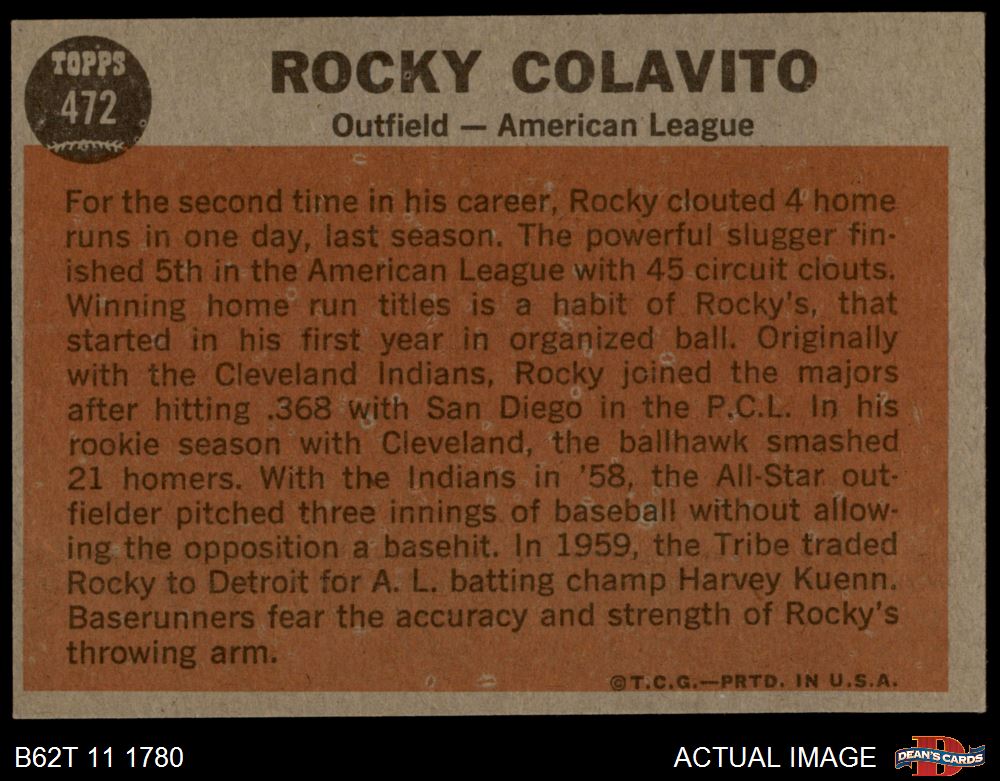 TOPPS
472
ROCKY COLAVITO
Outfield — American League
For the second time in his career, Rocky clouted 4 home
runs in one day, last season. The powerful slugger fin-
ished 5th in the American League with 45 circuit clouts.
Winning home run titles is a habit of Rocky's, that
started in his first year in organized ball. Originally
with the Cleveland Indians, Rocky joined the majors
after hitting .368 with San Diego in the P.C.L. In his
rookie season with Cleveland, the ballhawk smashed
21 homers. With the Indians in '58, the All-Star out-
fielder pitched three innings of baseball without allow-
ing the opposition a basehit. In 1959, the Tribe traded
Rocky to Detroit for A. L. batting champ Harvey Kuenn.
Baserunners fear the accuracy and strength of Rocky's
throwing arm.
©T.C.G.—PRTD. IN U.S.A.
B62T 11 1780
ACTUAL IMAGE
D
DEAN'S CARDS